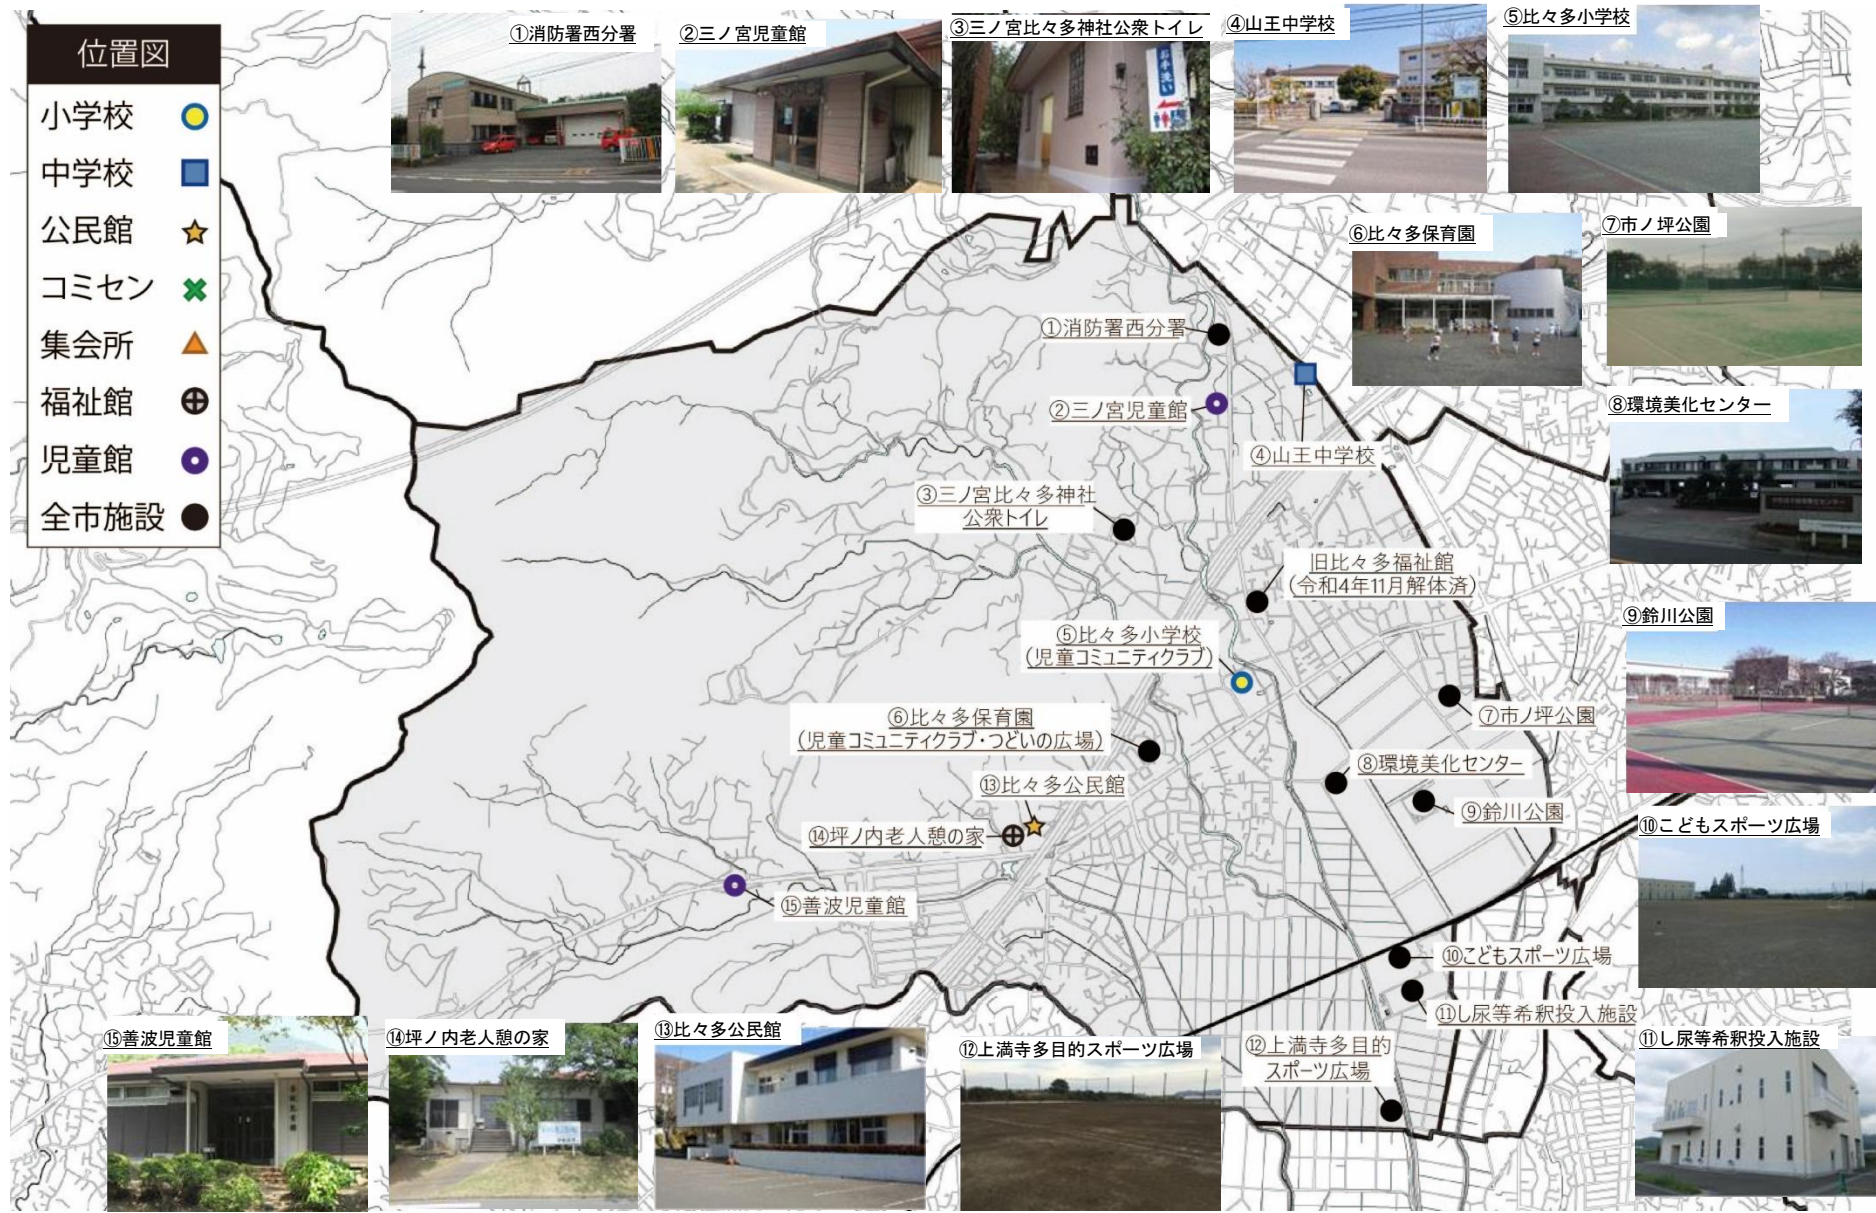 位置図
小学校
中学校
公民館
コミセン
集会所
福祉館
児童館
全市施設
①消防署西分署
②三ノ宮児童館
③三ノ宮比々多神社公衆トイレ
お手洗い
④山王中学校
⑤比々多小学校
⑥比々多保育園
⑦市ノ坪公園
⑧環境美化センター
⑨鈴川公園
⑩こどもスポーツ広場
⑪し尿等希釈投入施設
①消防署西分署
②三ノ宮児童館
④山王中学校
③三ノ宮比々多神社
公衆トイレ
旧比々多福祉館
(令和4年11月解体済)
⑤比々多小学校
(児童コミュニティクラブ)
⑥比々多保育園
(児童コミュニティクラブ・つどいの広場)
⑦市ノ坪公園
⑧環境美化センター
⑨鈴川公園
⑬比々多公民館
⑭坪ノ内老人憩の家
⑮善波児童館
⑩こどもスポーツ広場
⑪し尿等希釈投入施設
⑫上満寺多目的
スポーツ広場
⑮善波児童館
善波児童館
⑭坪ノ内老人憩の家
⑬比々多公民館
⑫上満寺多目的スポーツ広場